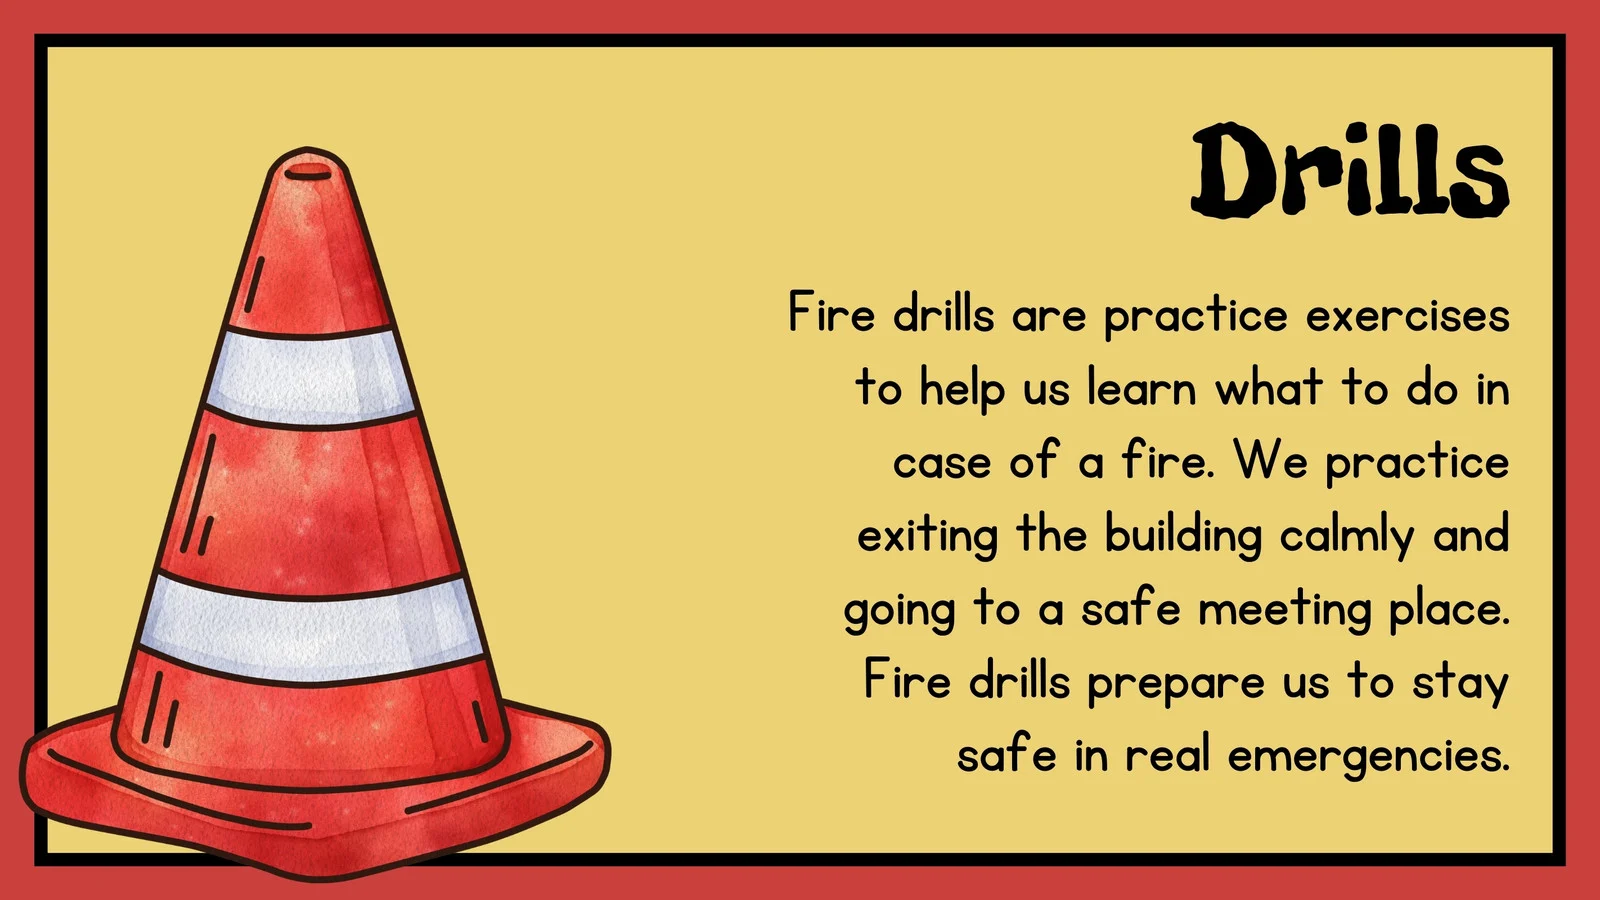 Drills
Fire drills are practice exercises
to help us learn what to do in
case of a fire. We practice
exiting the building calmly and
going to a safe meeting place.
Fire drills prepare us to stay
safe in real emergencies.